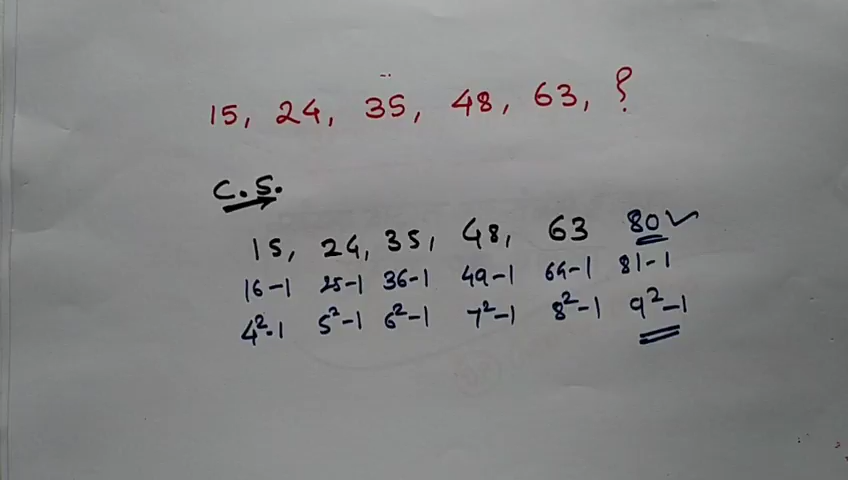 15, 24, 35, 48, 63, ?
C.S.
15, 24, 35, 48, 63 80
16-1 25-1 36-1 49-1 64-1 81-1
4²-1 5²-1 6²-1 7²-1 8²-1 9²-1